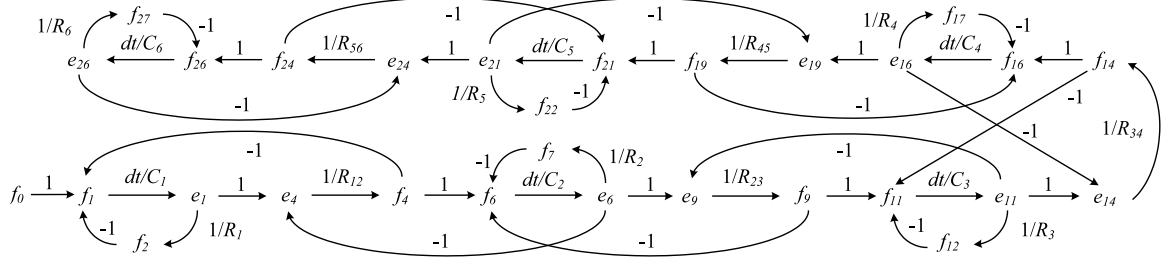 f27 -1 -1 -1 f17
1/R6 -1 1/R4 -1
dt/C6 1 1/R56 1 dt/C5 1 1/R45 1 dt/C4 1
e26 f26 f24 e24 e21 f21 f19 e19 e16 f16 f14
1/R5 f22 -1 -1
-1 -1 -1 1/R34
-1 f7 1/R2 -1
-1
1 dt/C1 1 1/R12 1 dt/C2 1 1/R23 1 dt/C3 1
f0 f1 e1 e4 f4 f6 e6 e9 f9 f11 e11 e14
-1 f2 1/R1 -1 -1 -1 f12 1/R3